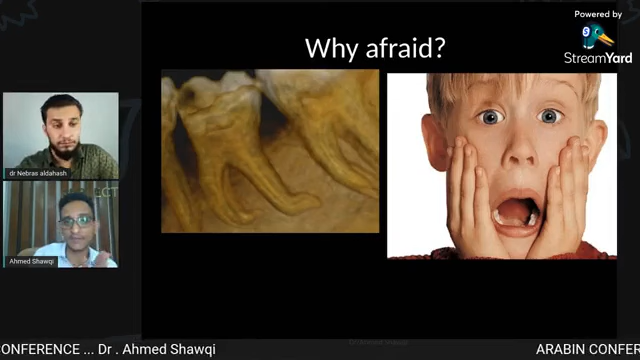 Powered by
S
StreamYard
Why afraid?
dr Nebras aldahash
Ahmed Shawqi
CONFERENCE ... Dr . Ahmed Shawqi
ARABIN CONFER